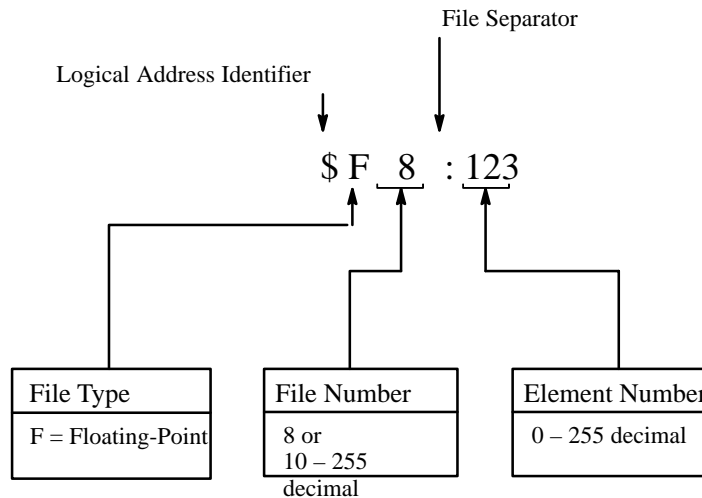 File Separator
Logical Address Identifier
$ F 8 : 123
File Type
F = Floating-Point
File Number
8 or
10 – 255
decimal
Element Number
0 – 255 decimal